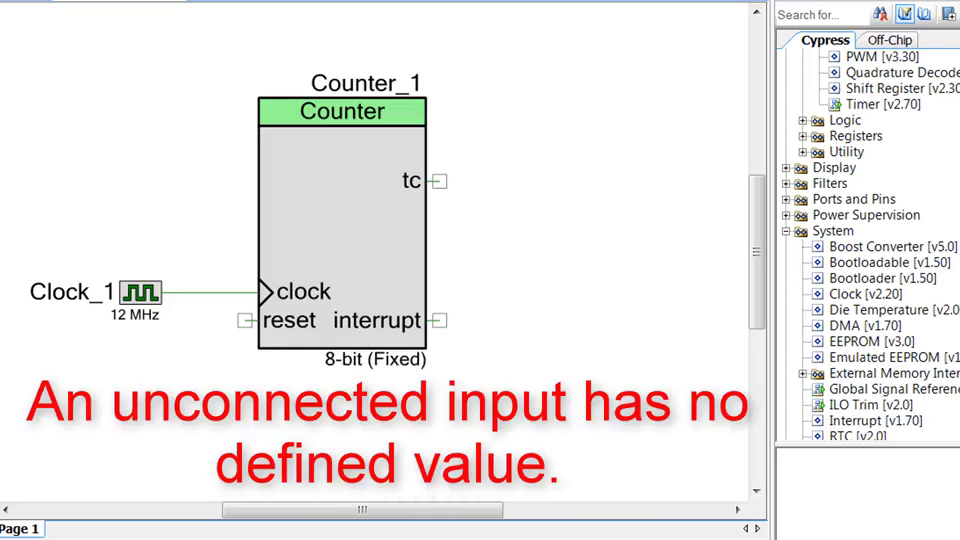 Search for...
Cypress Off-Chip
PWM [v3.30]
Quadrature Decode
Shift Register [v2.30
Timer [v2.70]
Logic
Registers
Utility
Display
Filters
Ports and Pins
Power Supervision
System
Boost Converter [v5.0]
Bootloadable [v1.50]
Bootloader [v1.50]
Clock [v2.20]
Die Temperature [v2.0
DMA [v1.70]
EEPROM [v3.0]
Emulated EEPROM [v1
External Memory Inter
Global Signal Referenc
ILO Trim [v2.0]
Interrupt [v1.70]
RTC [v2.0]
Counter_1
Counter
tc
Clock_1
12 MHz
clock
reset interrupt
8-bit (Fixed)
An unconnected input has no
defined value.
Page 1